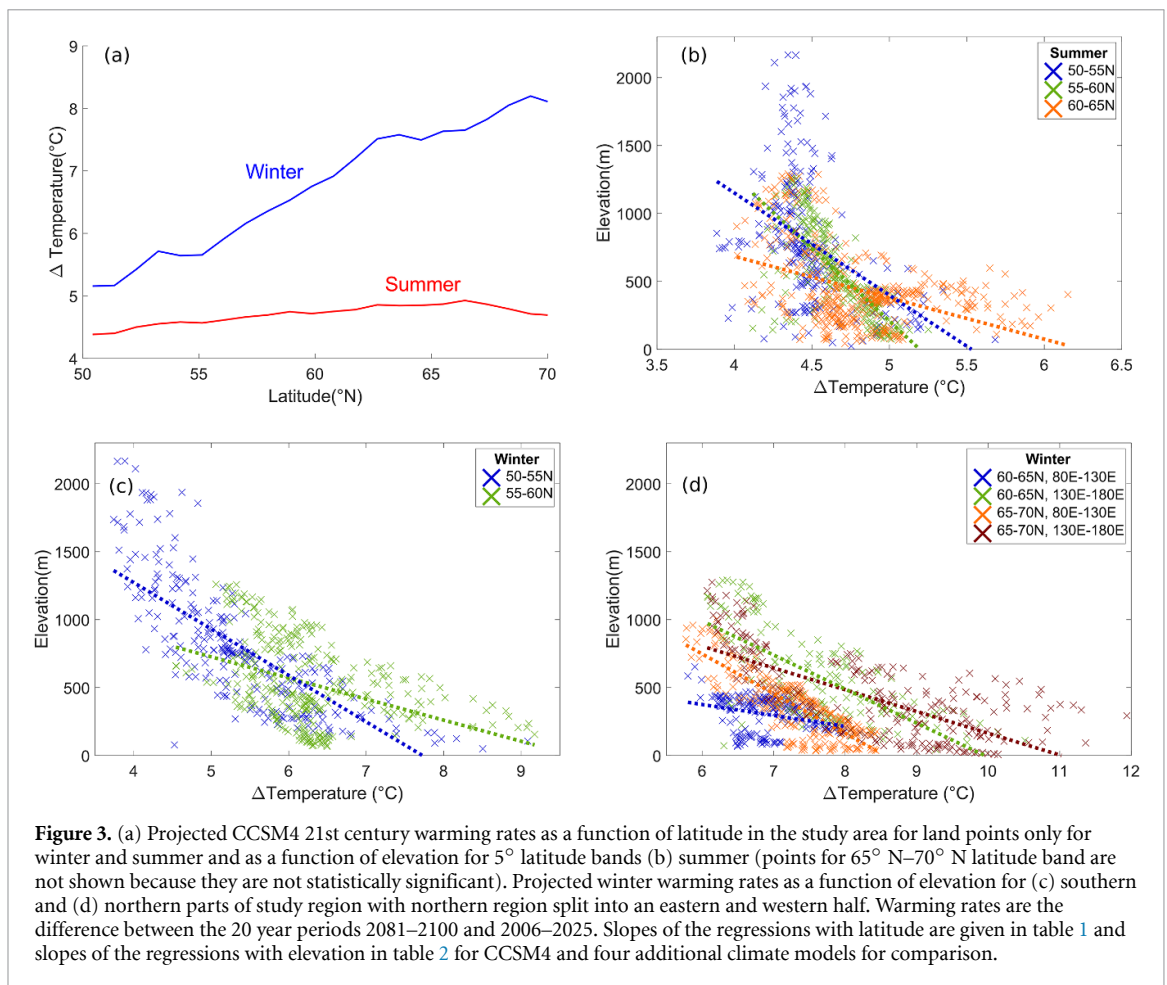 (a)
9
8
7
6
5
4
Δ Temperature(°C)
Winter
Summer
50 55 60 65 70
Latitude(°N)
(b)
Summer
50-55N
55-60N
60-65N
2000
1500
1000
500
0
Elevation(m)
3.5 4 4.5 5 5.5 6 6.5
ΔTemperature (°C)
(c)
Winter
50-55N
55-60N
2000
1500
1000
500
0
Elevation(m)
4 5 6 7 8 9
ΔTemperature (°C)
(d)
Winter
60-65N, 80E-130E
60-65N, 130E-180E
65-70N, 80E-130E
65-70N, 130E-180E
2000
1500
1000
500
0
Elevation(m)
6 7 8 9 10 11 12
ΔTemperature (°C)
Figure 3. (a) Projected CCSM4 21st century warming rates as a function of latitude in the study area for land points only for
winter and summer and as a function of elevation for 5° latitude bands (b) summer (points for 65° N–70° N latitude band are
not shown because they are not statistically significant). Projected winter warming rates as a function of elevation for (c) southern
and (d) northern parts of study region with northern region split into an eastern and western half. Warming rates are the
difference between the 20 year periods 2081–2100 and 2006–2025. Slopes of the regressions with latitude are given in table 1 and
slopes of the regressions with elevation in table 2 for CCSM4 and four additional climate models for comparison.